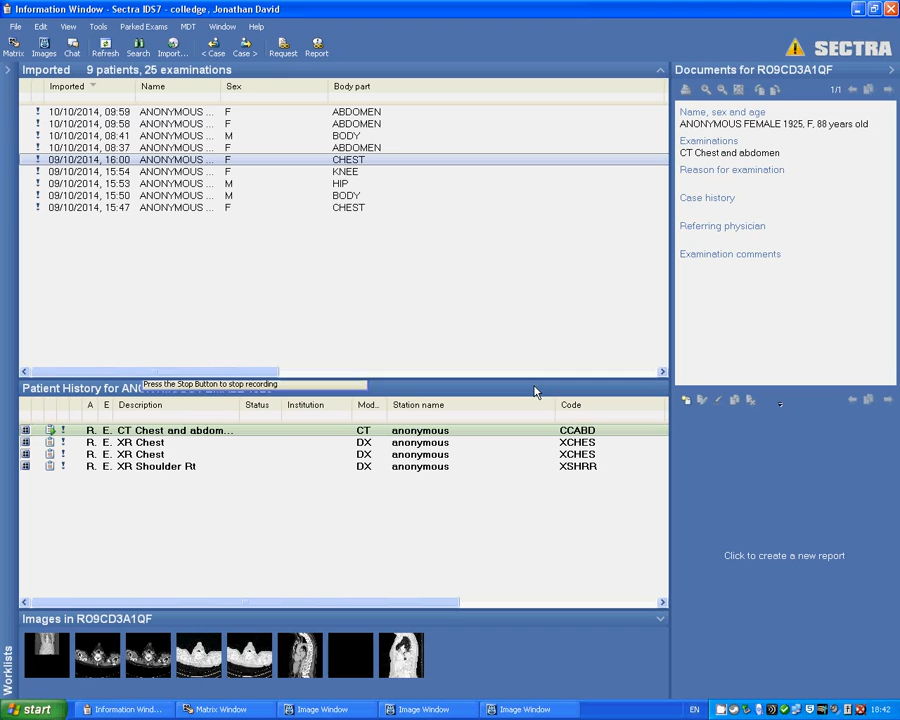 Information Window - Sectra IDS7 - colledge, Jonathan David
File Edit View Tools Parked Exams MDT Window Help
Matrix Images Chat Refresh Search Import... < Case Case > Request Report
SECTRA
Imported 9 patients, 25 examinations
Imported Name Sex Body part
! 10/10/2014, 09:59 ANONYMOUS ... F ABDOMEN
! 10/10/2014, 09:58 ANONYMOUS ... F ABDOMEN
! 10/10/2014, 08:41 ANONYMOUS ... M BODY
! 10/10/2014, 08:37 ANONYMOUS ... F ABDOMEN
! 09/10/2014, 16:00 ANONYMOUS ... F CHEST
! 09/10/2014, 15:54 ANONYMOUS ... F KNEE
! 09/10/2014, 15:53 ANONYMOUS ... M HIP
! 09/10/2014, 15:50 ANONYMOUS ... M BODY
! 09/10/2014, 15:47 ANONYMOUS ... F CHEST
Documents for RO9CD3A1QF
1/1
Name, sex and age
ANONYMOUS FEMALE 1925, F, 88 years old
Examinations
CT Chest and abdomen
Reason for examination
Case history
Referring physician
Examination comments
Patient History for
Press the Stop Button to stop recording
A E Description Status Institution Mod... Station name Code
! R. E. CT Chest and abdom... CT anonymous CCABD
! R. E. XR Chest DX anonymous XCHES
! R. E. XR Chest DX anonymous XCHES
! R. E. XR Shoulder Rt DX anonymous XSHRR
Click to create a new report
Images in RO9CD3A1QF
Worklists
start Information Wind... Matrix Window Image Window Image Window Image Window EN 18:42